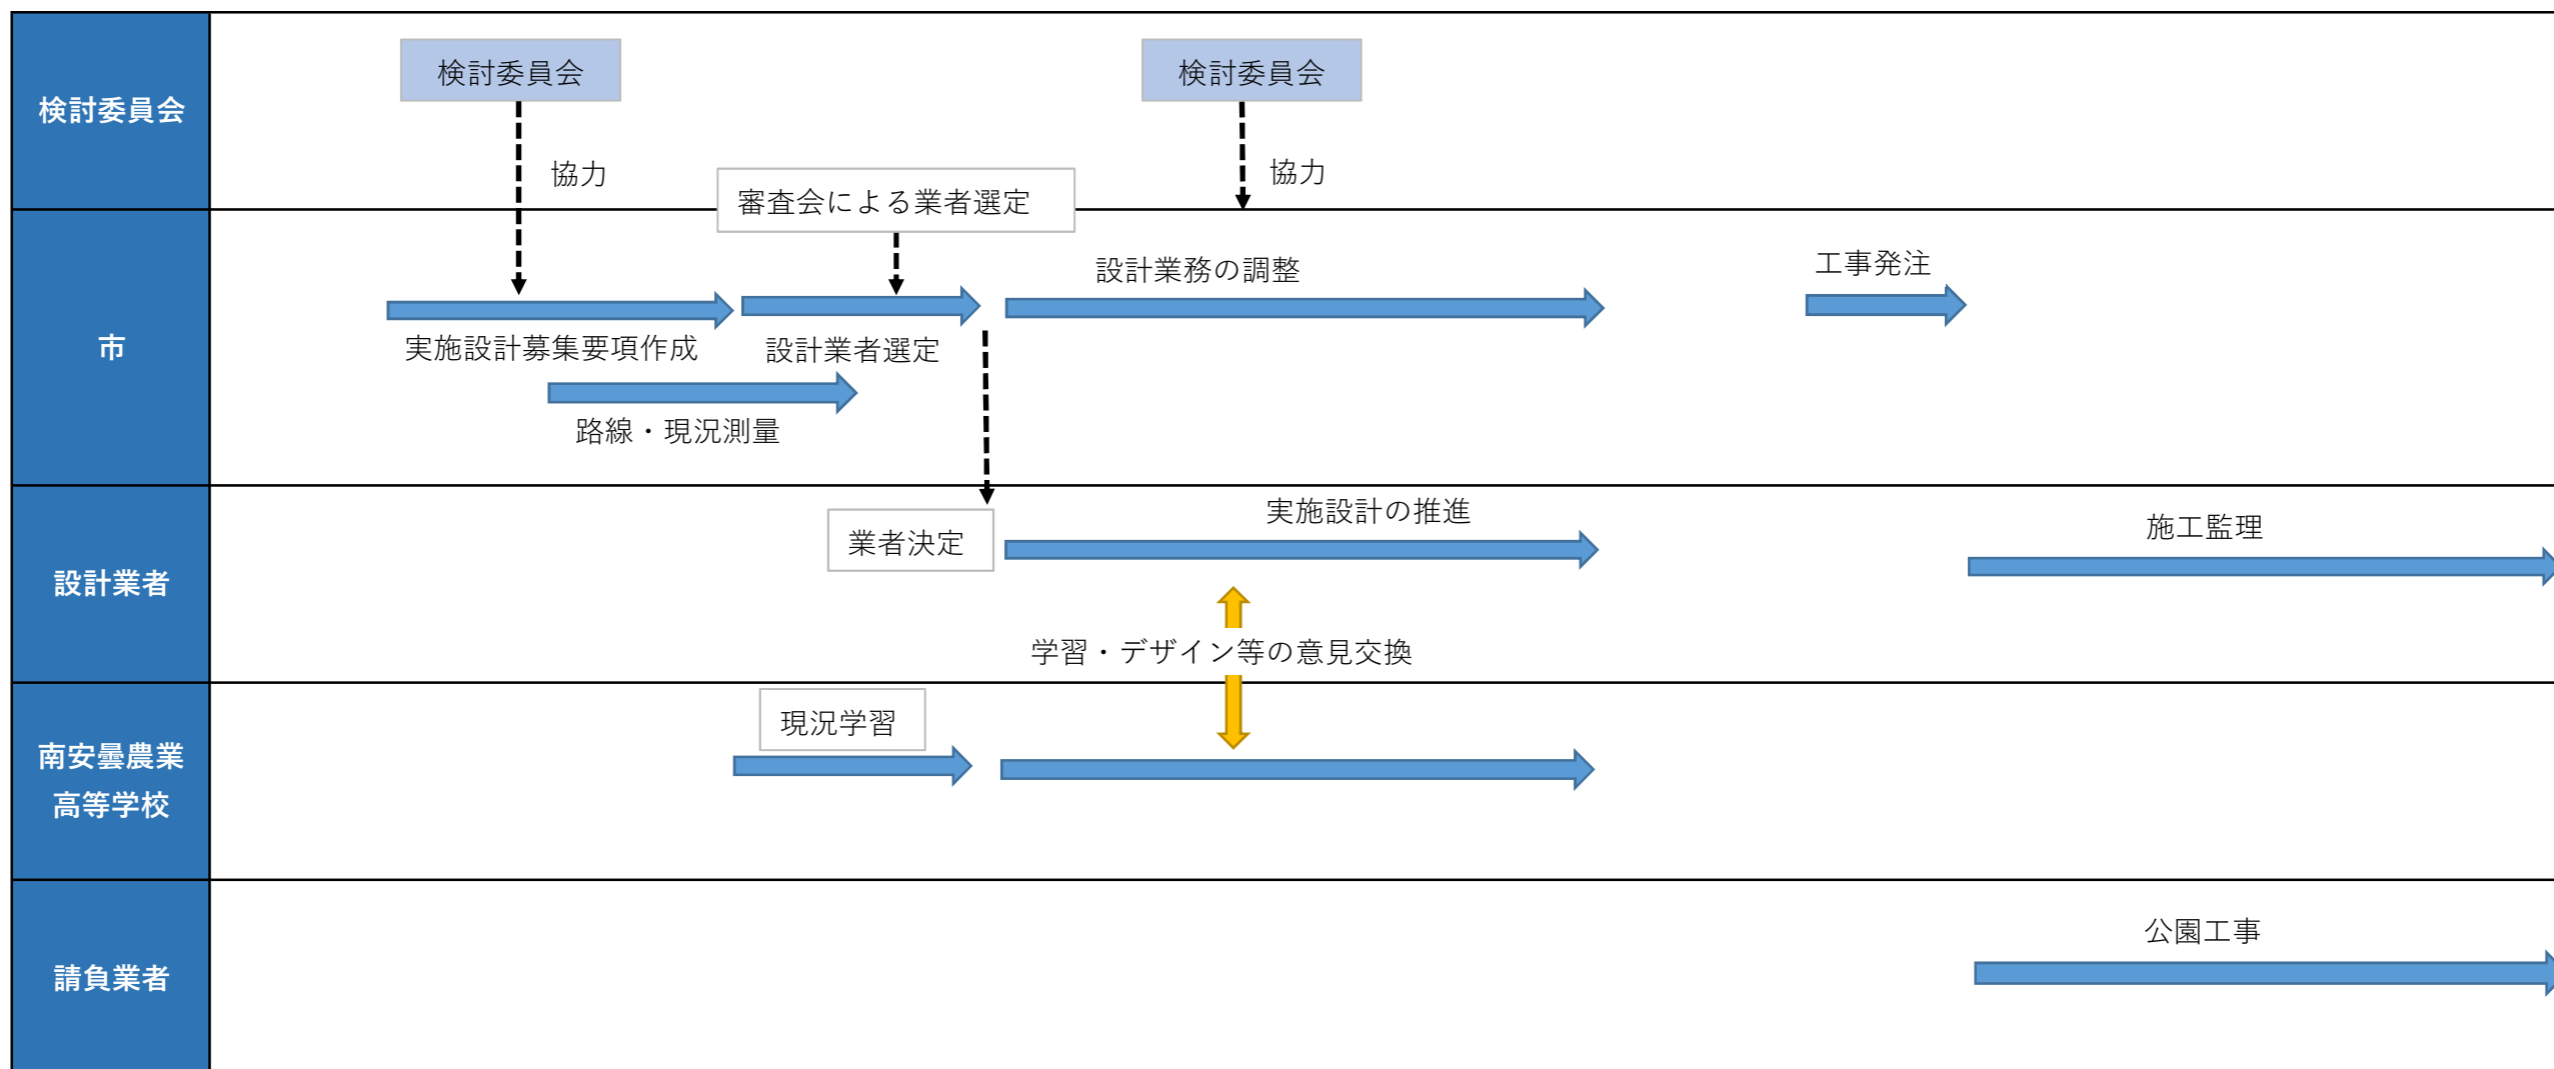 検討委員会
検討委員会
検討委員会
協力
協力
審査会による業者選定
市
設計業務の調整
工事発注
実施設計募集要項作成
設計業者選定
路線・現況測量
設計業者
業者決定
実施設計の推進
施工監理
学習・デザイン等の意見交換
南安曇農業
高等学校
現況学習
請負業者
公園工事